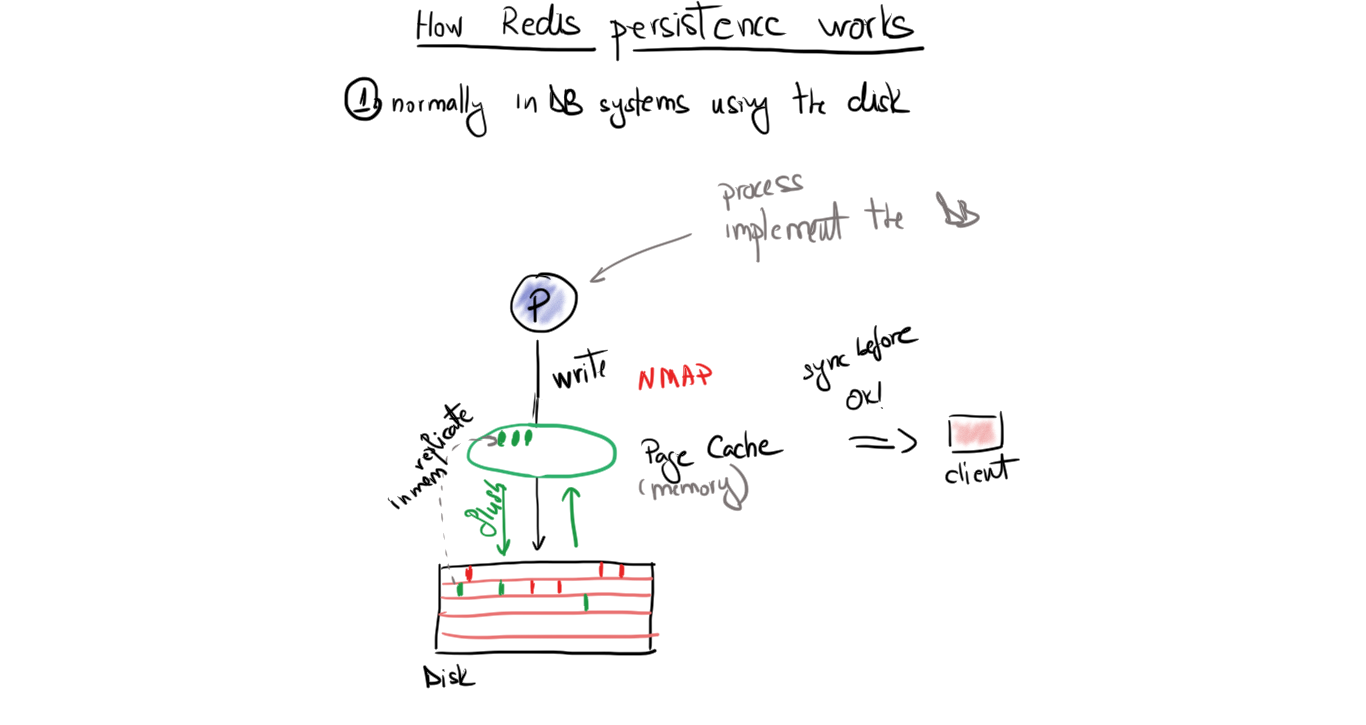 How Redis persistence works
① normally in DB systems using the disk
process
implement the DB
P
write
NMAP
sync before
OK!
replicate
in mem
Page Cache
(memory)
client
flush
Disk